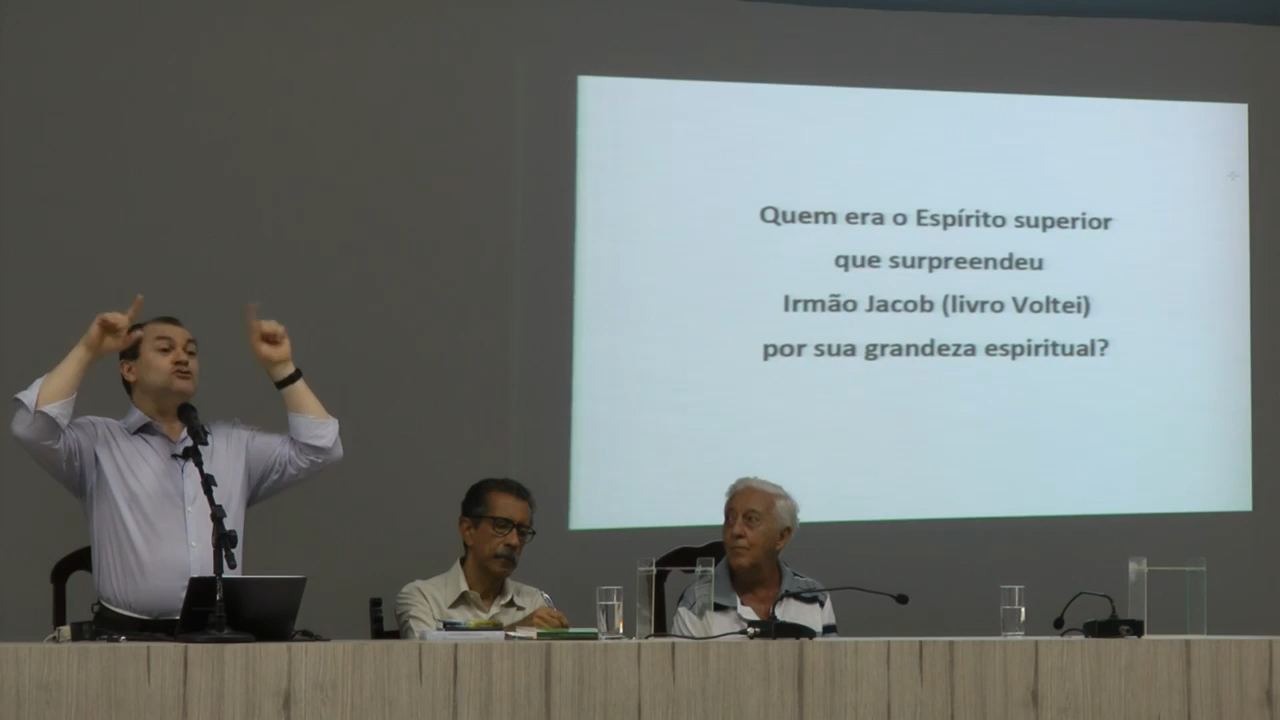 Quem era o Espírito superior
que surpreendeu
Irmão Jacob (livro Voltei)
por sua grandeza espiritual?